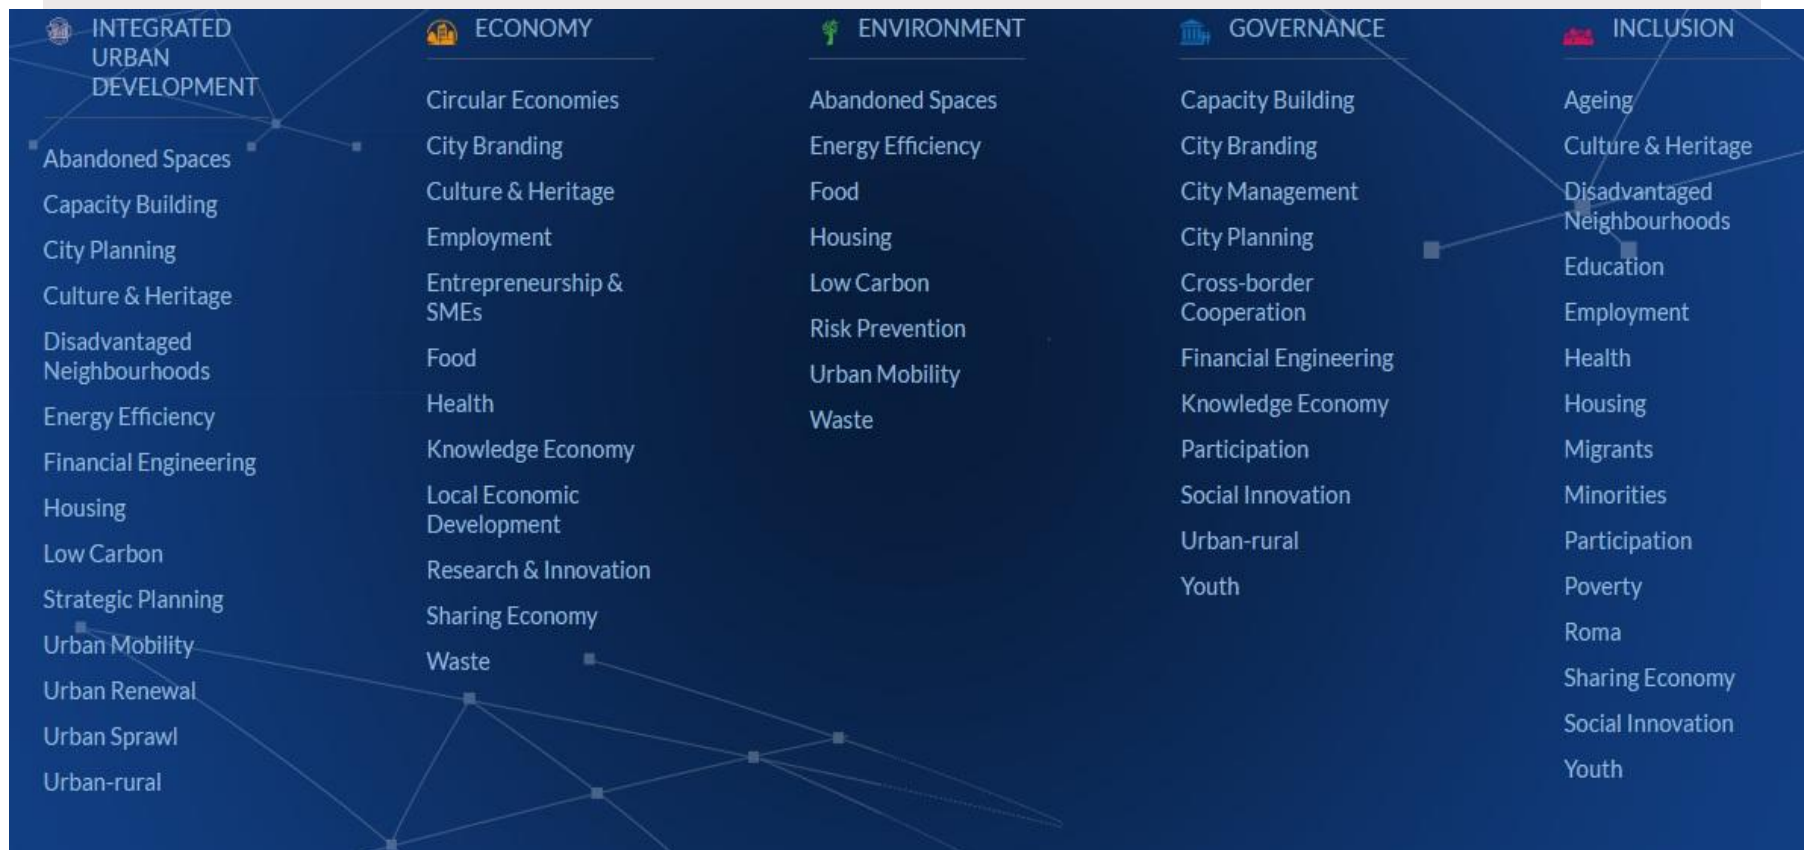 INTEGRATED
URBAN
DEVELOPMENT
Abandoned Spaces
Capacity Building
City Planning
Culture & Heritage
Disadvantaged
Neighbourhoods
Energy Efficiency
Financial Engineering
Housing
Low Carbon
Strategic Planning
Urban Mobility
Urban Renewal
Urban Sprawl
Urban-rural
ECONOMY
Circular Economies
City Branding
Culture & Heritage
Employment
Entrepreneurship &
SMEs
Food
Health
Knowledge Economy
Local Economic
Development
Research & Innovation
Sharing Economy
Waste
ENVIRONMENT
Abandoned Spaces
Energy Efficiency
Food
Housing
Low Carbon
Risk Prevention
Urban Mobility
Waste
GOVERNANCE
Capacity Building
City Branding
City Management
City Planning
Cross-border
Cooperation
Financial Engineering
Knowledge Economy
Participation
Social Innovation
Urban-rural
Youth
INCLUSION
Ageing
Culture & Heritage
Disadvantaged
Neighbourhoods
Education
Employment
Health
Housing
Migrants
Minorities
Participation
Poverty
Roma
Sharing Economy
Social Innovation
Youth